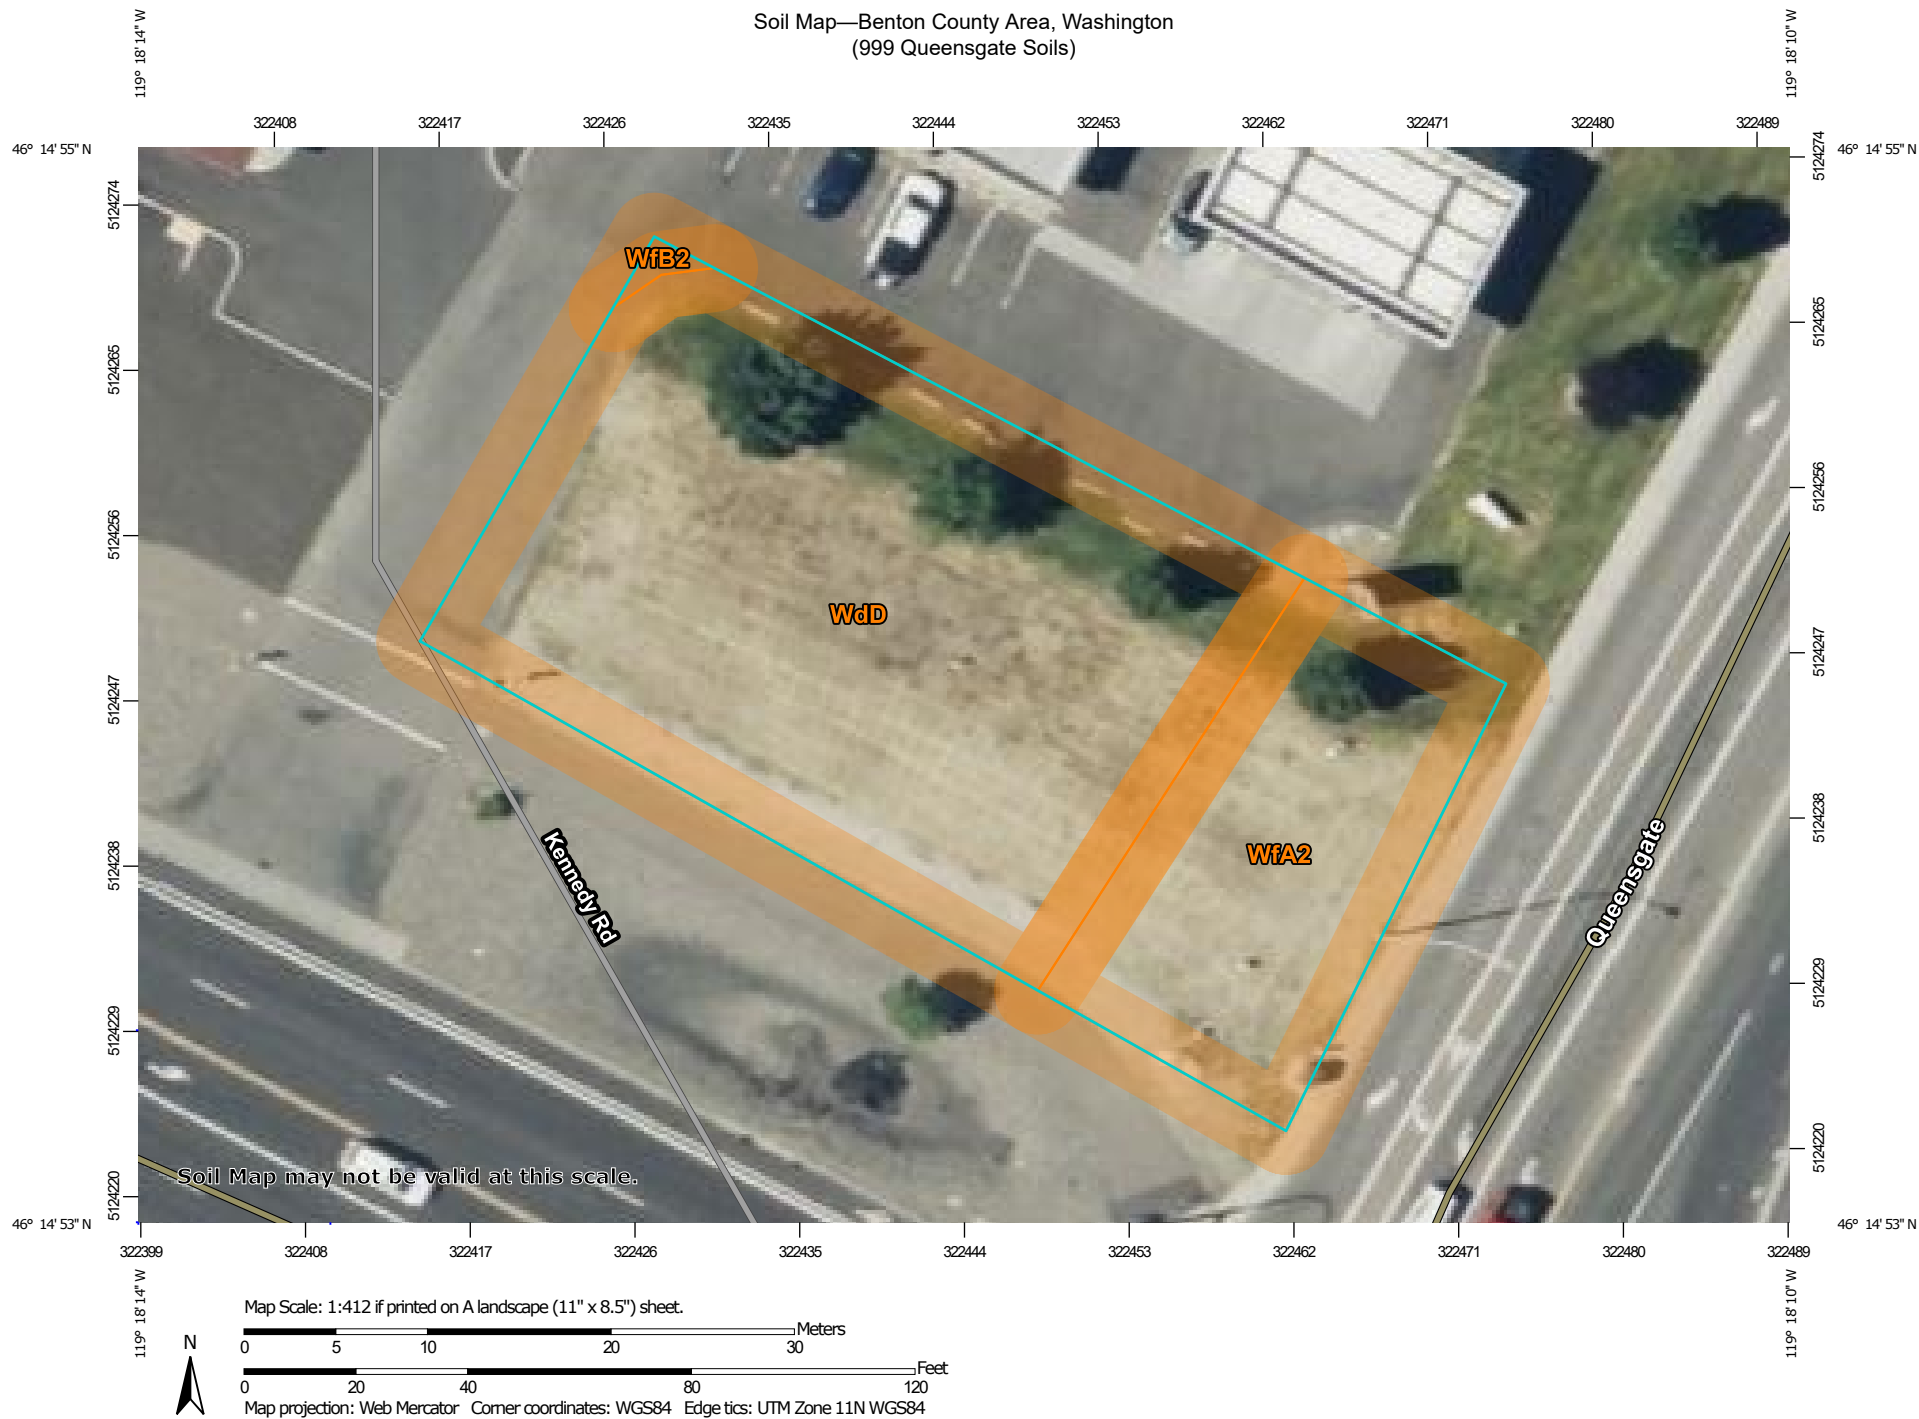 Soil Map—Benton County Area, Washington
(999 Queensgate Soils)
119° 18' 14" W
119° 18' 10" W
322408 322417 322426 322435 322444 322453 322462 322471 322480 322489
46° 14' 55" N
46° 14' 55" N
5124274
5124265
5124256
5124247
5124238
5124229
5124220
5124274
5124265
5124256
5124247
5124238
5124229
5124220
WfB2
WdD
WfA2
Kennedy Rd
Queensgate
Soil Map may not be valid at this scale.
46° 14' 53" N
46° 14' 53" N
322399 322408 322417 322426 322435 322444 322453 322462 322471 322480 322489
119° 18' 14" W
119° 18' 10" W
Map Scale: 1:412 if printed on A landscape (11" x 8.5") sheet.
N
Meters
0 5 10 20 30
Feet
0 20 40 80 120
Map projection: Web Mercator Corner coordinates: WGS84 Edge tics: UTM Zone 11N WGS84